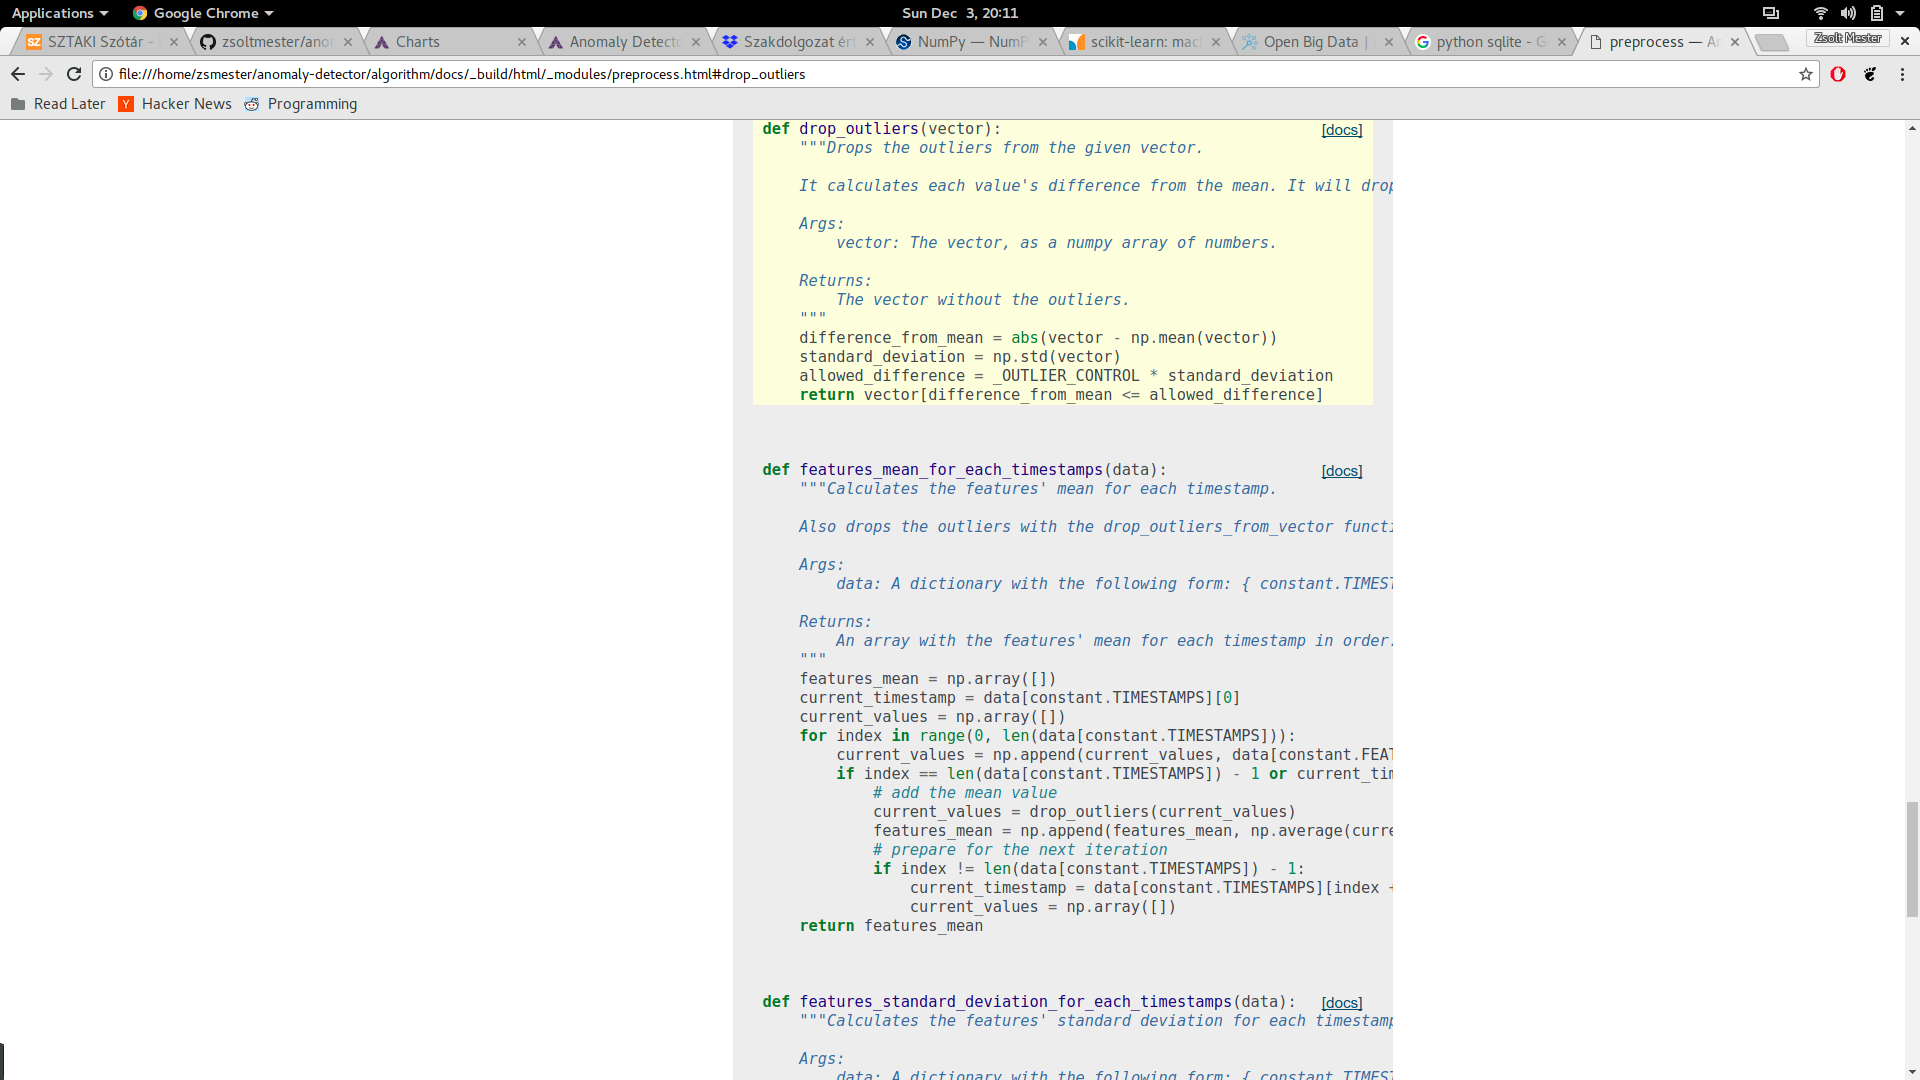 Applications Google Chrome Sun Dec 3, 20:11
SZTAKI Szótár - zsoltmester/anor Charts Anomaly Detecto Szakdolgozat ért NumPy — NumP scikit-learn: mac Open Big Data | python sqlite - G preprocess — An Zsolt Mester
file:///home/zsmester/anomaly-detector/algorithm/docs/_build/html/_modules/preprocess.html#drop_outliers
Read Later Hacker News Programming
def drop_outliers(vector): [docs]
"""Drops the outliers from the given vector.
It calculates each value's difference from the mean. It will drop
Args:
vector: The vector, as a numpy array of numbers.
Returns:
The vector without the outliers.
"""
difference_from_mean = abs(vector - np.mean(vector))
standard_deviation = np.std(vector)
allowed_difference = _OUTLIER_CONTROL * standard_deviation
return vector[difference_from_mean <= allowed_difference]
def features_mean_for_each_timestamps(data): [docs]
"""Calculates the features' mean for each timestamp.
Also drops the outliers with the drop_outliers_from_vector functi
Args:
data: A dictionary with the following form: { constant.TIMEST
Returns:
An array with the features' mean for each timestamp in order.
"""
features_mean = np.array([])
current_timestamp = data[constant.TIMESTAMPS][0]
current_values = np.array([])
for index in range(0, len(data[constant.TIMESTAMPS])):
current_values = np.append(current_values, data[constant.FEAT
if index == len(data[constant.TIMESTAMPS]) - 1 or current_tim
# add the mean value
current_values = drop_outliers(current_values)
features_mean = np.append(features_mean, np.average(curre
# prepare for the next iteration
if index != len(data[constant.TIMESTAMPS]) - 1:
current_timestamp = data[constant.TIMESTAMPS][index +
current_values = np.array([])
return features_mean
def features_standard_deviation_for_each_timestamps(data): [docs]
"""Calculates the features' standard deviation for each timestamp
Args:
data: A dictionary with the following form: { constant.TIMEST